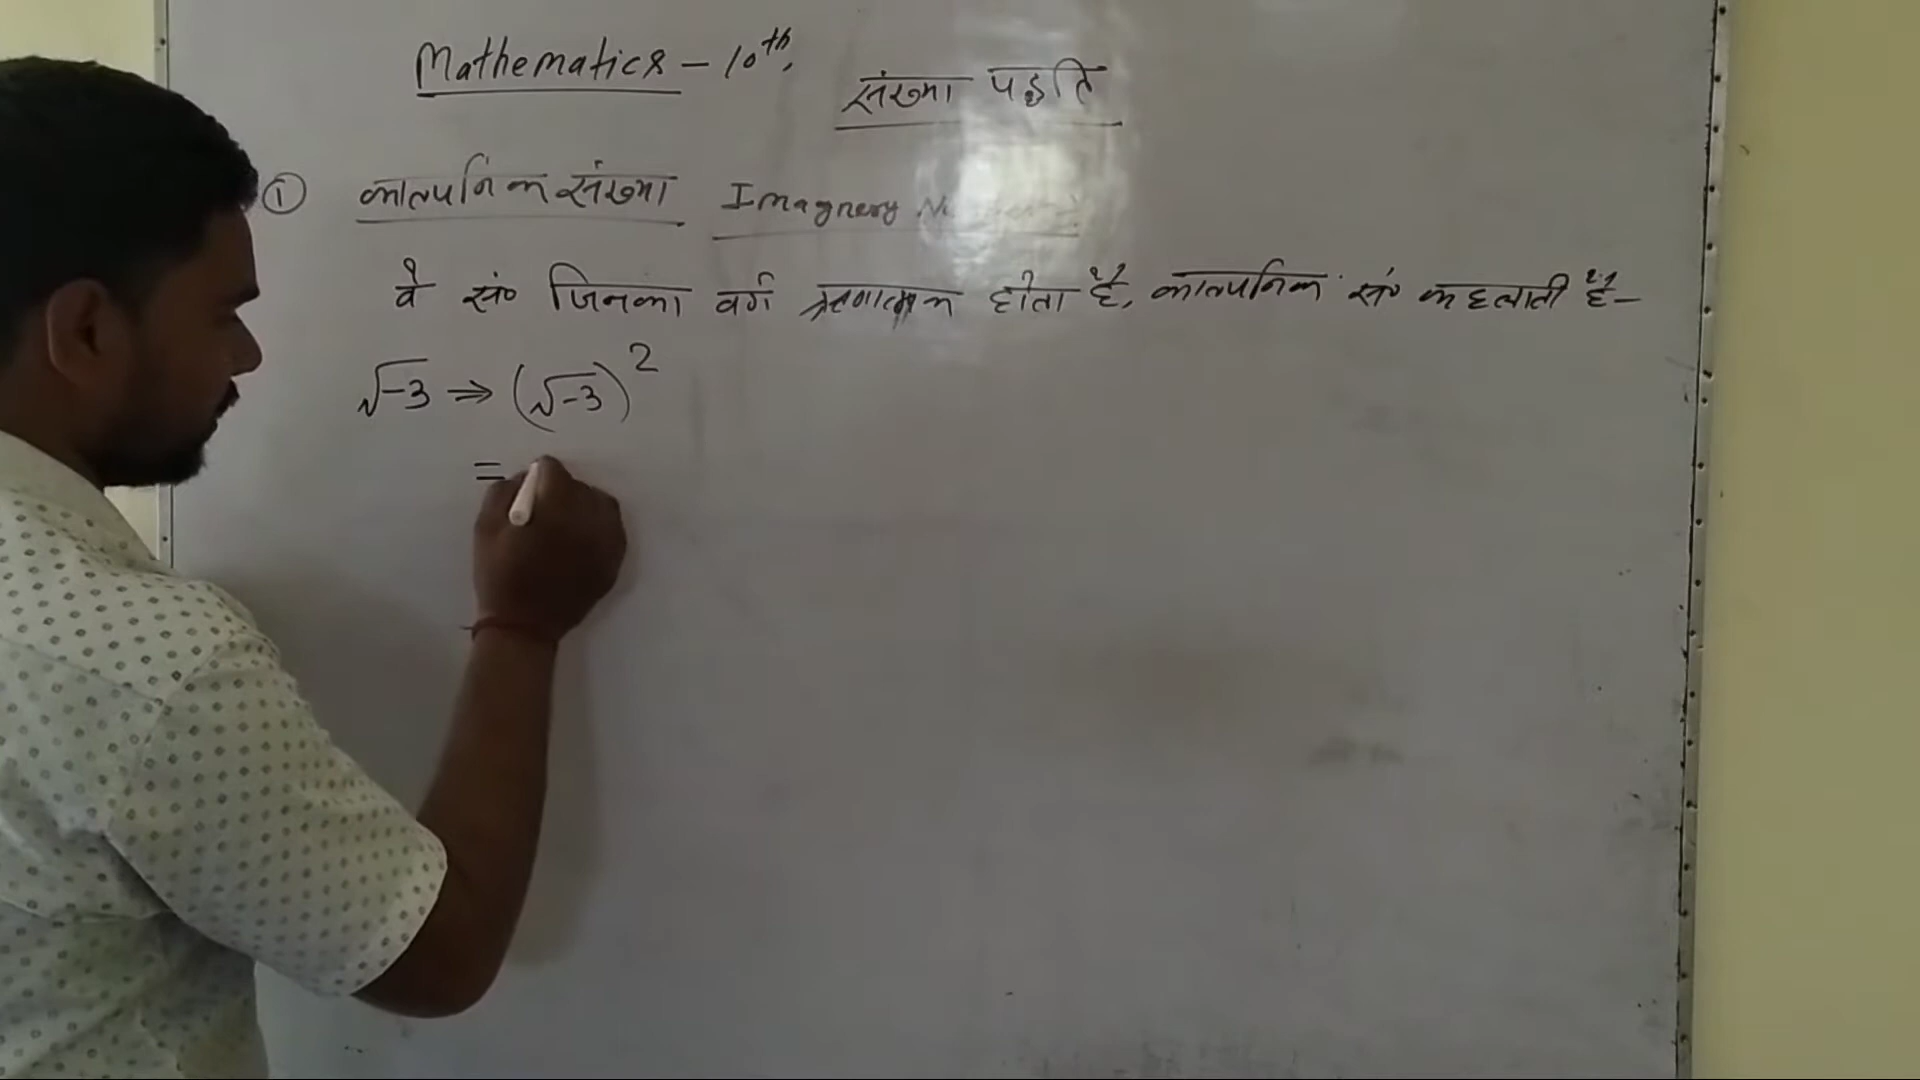 Mathematics - 10th.
संख्या पद्धति
① काल्पनिक संख्या Imagnery
वे सं० जिनका वर्ग ऋणात्मक होता है, काल्पनिक सं० कहलाती है-
√-3 ⇒ (√-3)²
=